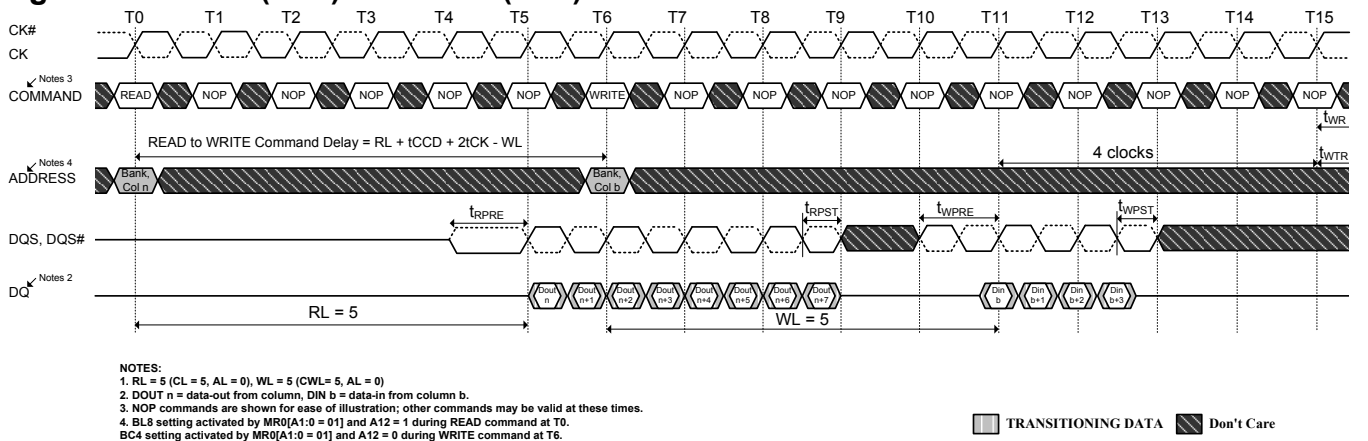 T0 T1 T2 T3 T4 T5 T6 T7 T8 T9 T10 T11 T12 T13 T14 T15
CK#
CK
Notes 3
COMMAND READ NOP NOP NOP NOP NOP WRITE NOP NOP NOP NOP NOP NOP NOP NOP NOP
tWR
READ to WRITE Command Delay = RL + tCCD + 2tCK - WL
4 clocks
tWTR
Notes 4
ADDRESS Bank, Col n Bank, Col b
tRPRE tRPST tWPRE tWPST
DQS, DQS#
Notes 2
DQ Dout n Dout n+1 Dout n+2 Dout n+3 Dout n+4 Dout n+5 Dout n+6 Dout n+7 Din b Din b+1 Din b+2 Din b+3
RL = 5 WL = 5
NOTES:
1. RL = 5 (CL = 5, AL = 0), WL = 5 (CWL= 5, AL = 0)
2. DOUT n = data-out from column, DIN b = data-in from column b.
3. NOP commands are shown for ease of illustration; other commands may be valid at these times.
4. BL8 setting activated by MR0[A1:0 = 01] and A12 = 1 during READ command at T0.
BC4 setting activated by MR0[A1:0 = 01] and A12 = 0 during WRITE command at T6.
TRANSITIONING DATA Don't Care